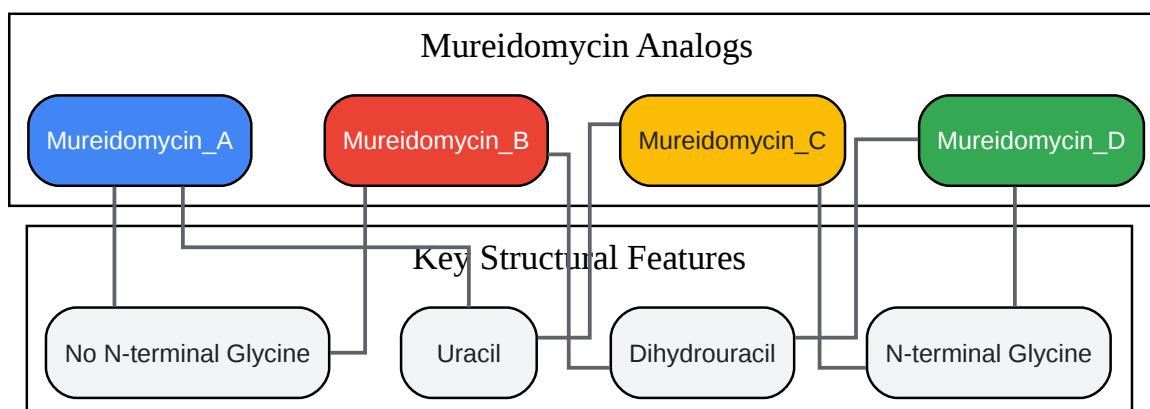 Mureidomycin Analogs
Mureidomycin_A
Mureidomycin_B
Mureidomycin_C
Mureidomycin_D
Key Structural Features
No N-terminal Glycine
Uracil
Dihydrouracil
N-terminal Glycine